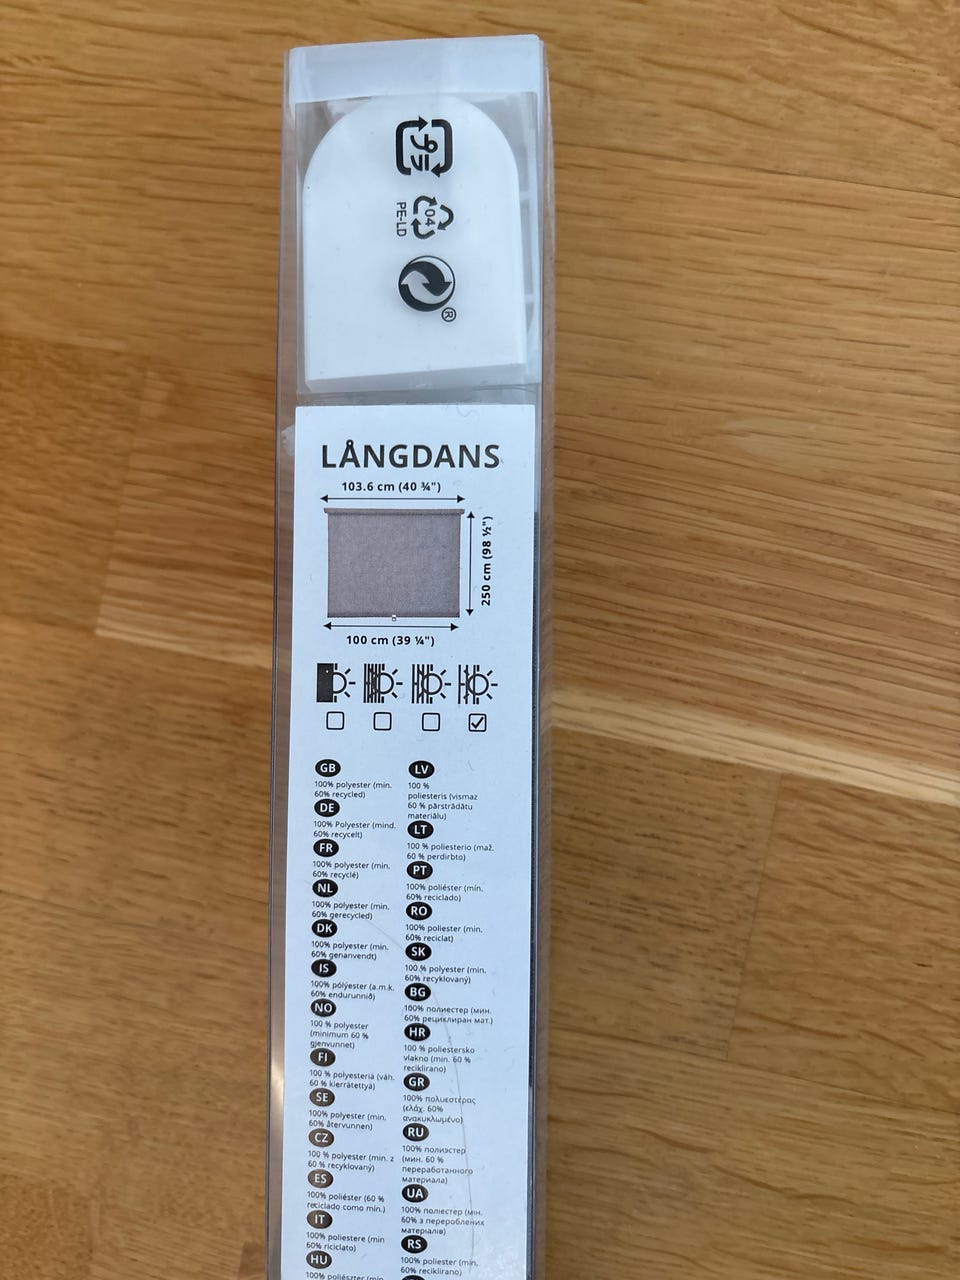 プラ
04
PE-LD
®
LÅNGDANS
103.6 cm (40 ¾")
250 cm (98 ½")
100 cm (39 ¼")
GB
100% polyester (min.
60% recycled)
DE
100% Polyester (mind.
60% recycelt)
FR
100% polyester (min.
60% recyclé)
NL
100% polyester (min.
60% gerecycled)
DK
100% polyester (min.
60% genanvendt)
IS
100% pólýester (a.m.k.
60% endurunnið)
NO
100 % polyester
(minimum 60 %
gjenvunnet)
FI
100 % polyesteriä (väh.
60 % kierrätettyä)
SE
100% polyester (min.
60% återvunnen)
CZ
100 % polyester (min. z
60 % recyklovaný)
ES
100% poliéster (60 %
reciclado como mín.)
IT
100% poliestere (min
60% riciclato)
HU
100% poliészter (min.
LV
100 %
poliesteris (vismaz
60 % pārstrādātu
materiālu)
LT
100 % poliesterio (maž.
60 % perdirbto)
PT
100% poliéster (mín.
60% reciclado)
RO
100% poliester (min.
60% reciclat)
SK
100 % polyester (min.
60% recyklovaný)
BG
100% полиестер (мин.
60% рециклиран мат.)
HR
100 % poliestersko
vlakno (min. 60 %
reciklirano)
GR
100% πολυεστέρας
(ελάχ. 60%
ανακυκλωμένο)
RU
100% полиэстер
(мин. 60 %
переработанного
материала)
UA
100% поліестер (мін.
60% з перероблених
матеріалів)
RS
100% poliester (min.
60% reciklirano)